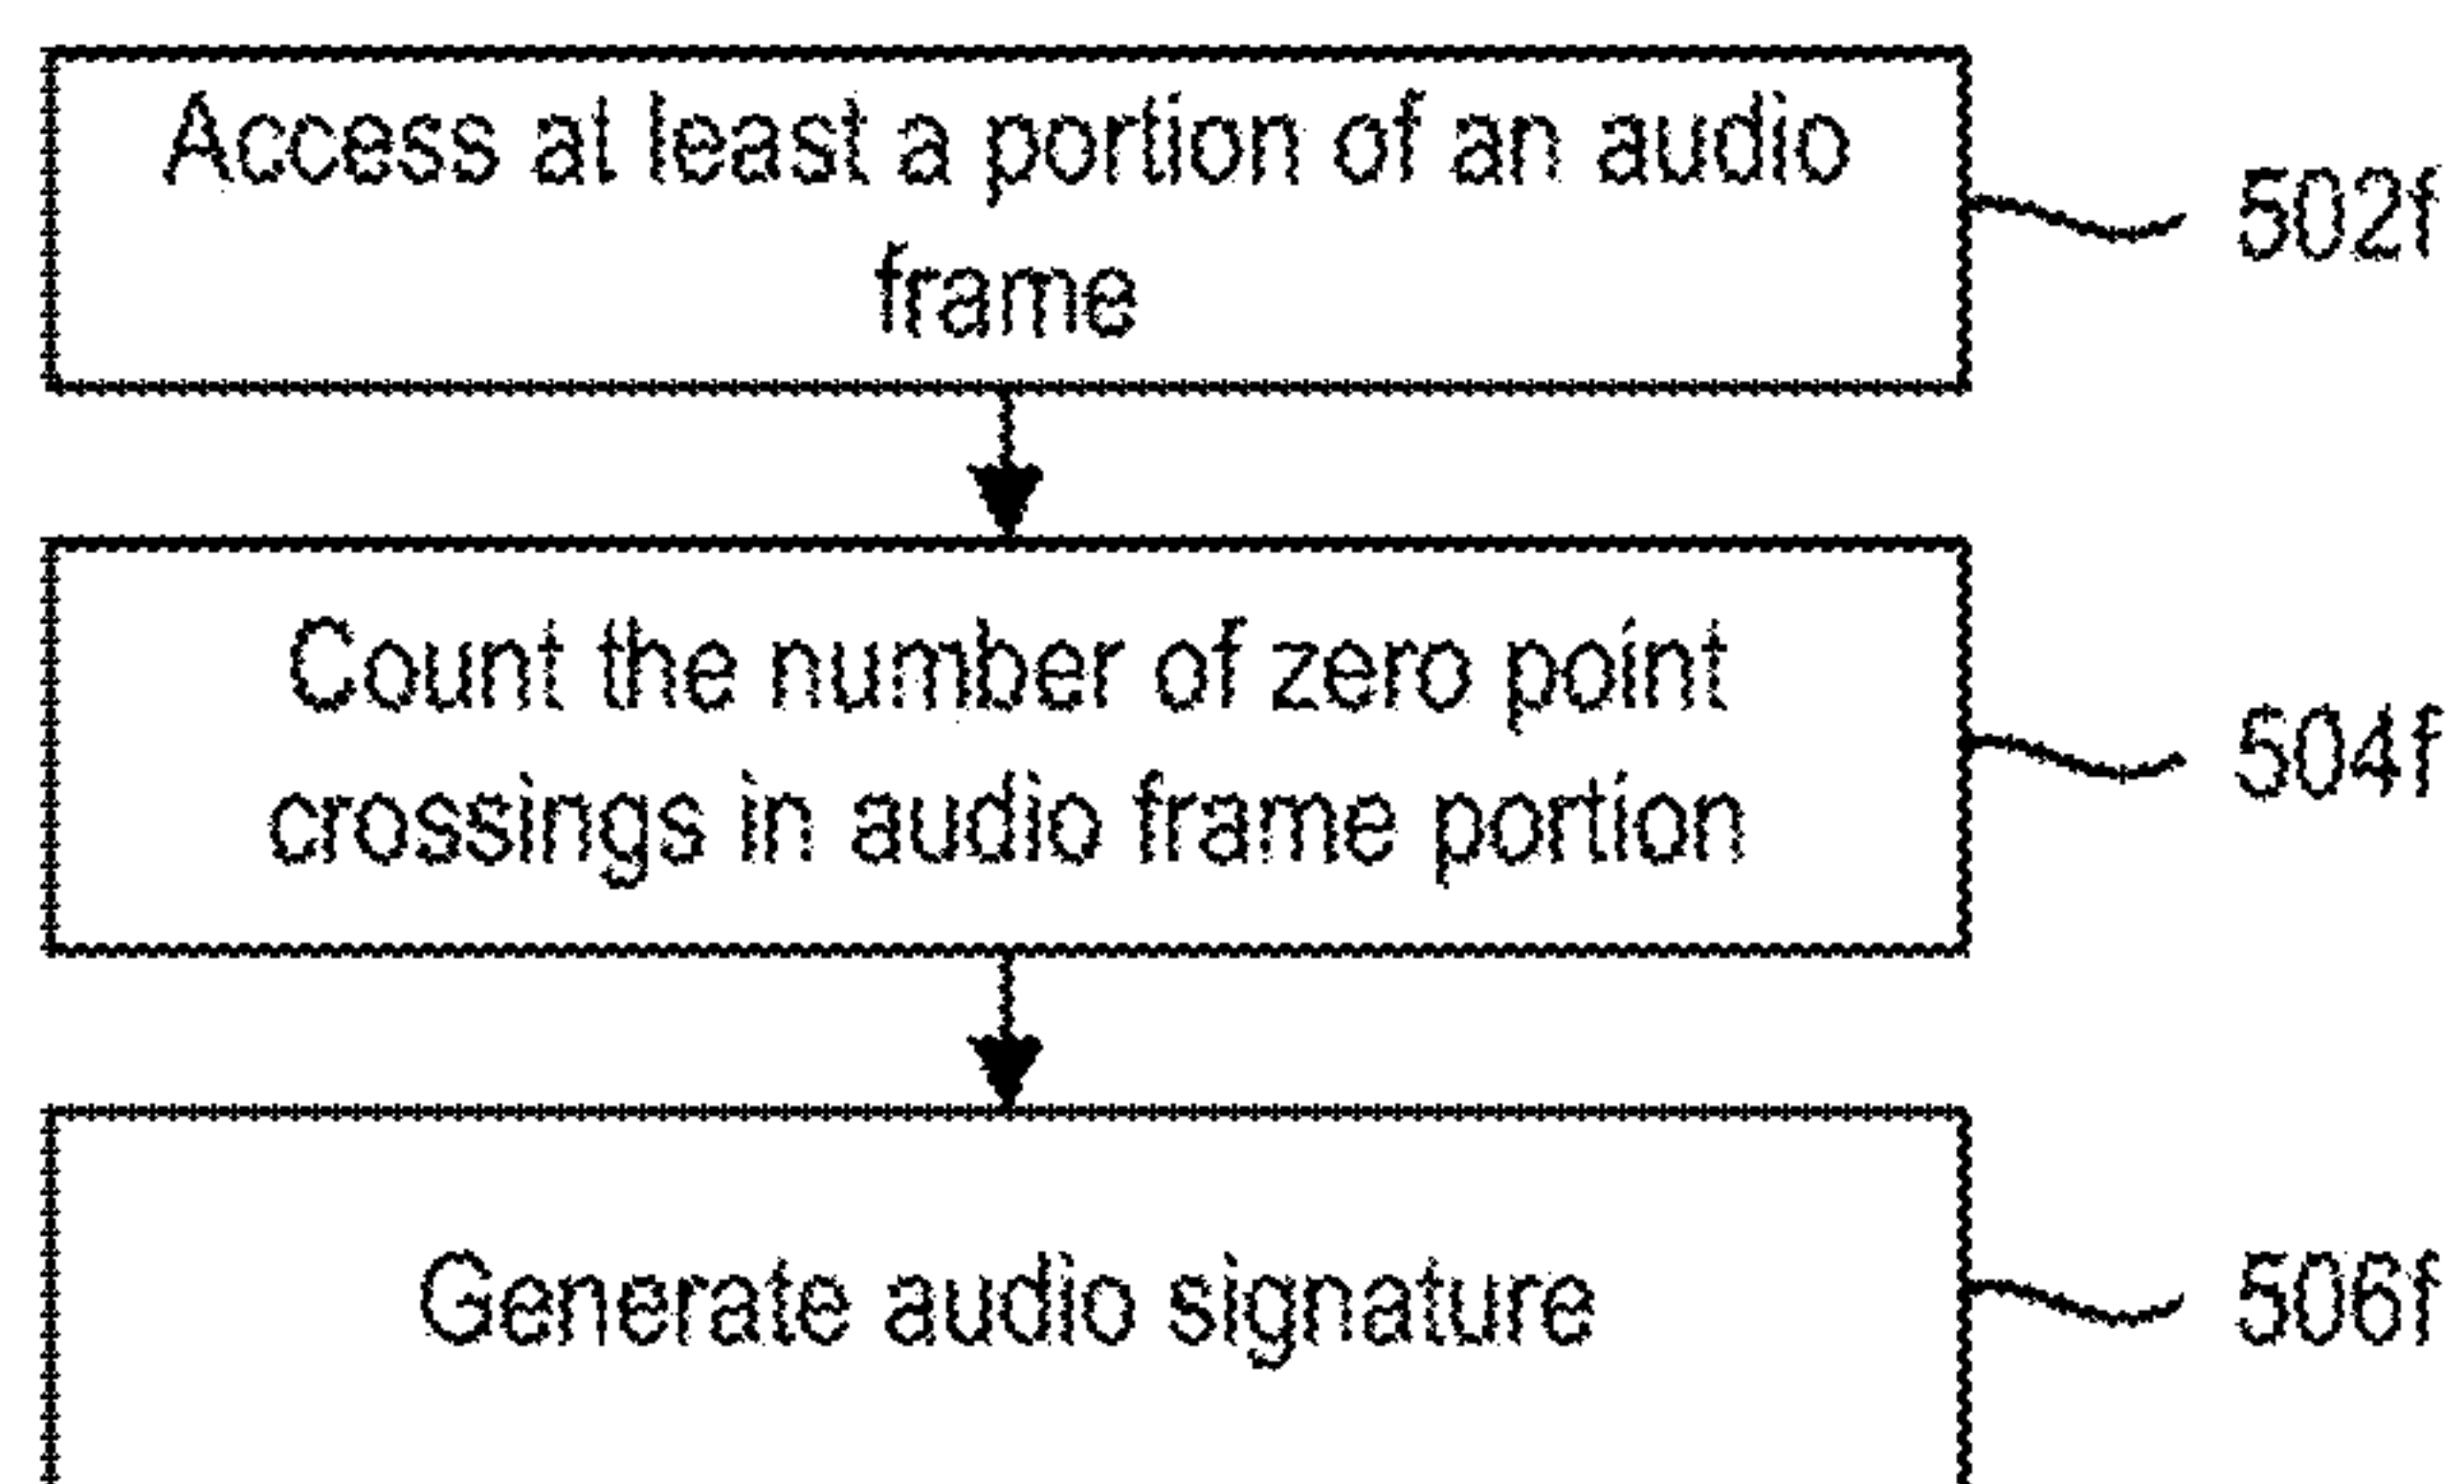 Access at least a portion of an audio
frame
502f
Count the number of zero point
crossings in audio frame portion
504f
Generate audio signature
506f